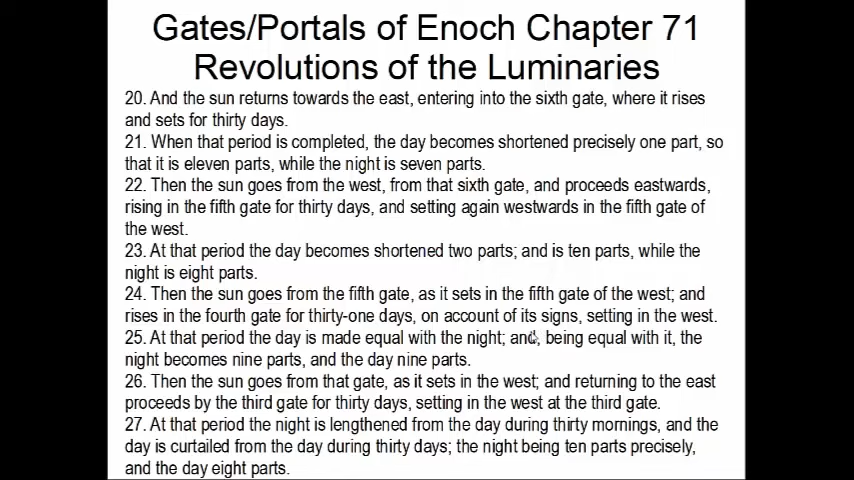 Gates/Portals of Enoch Chapter 71
Revolutions of the Luminaries
20. And the sun returns towards the east, entering into the sixth gate, where it rises
and sets for thirty days.
21. When that period is completed, the day becomes shortened precisely one part, so
that it is eleven parts, while the night is seven parts.
22. Then the sun goes from the west, from that sixth gate, and proceeds eastwards,
rising in the fifth gate for thirty days, and setting again westwards in the fifth gate of
the west.
23. At that period the day becomes shortened two parts; and is ten parts, while the
night is eight parts.
24. Then the sun goes from the fifth gate, as it sets in the fifth gate of the west; and
rises in the fourth gate for thirty-one days, on account of its signs, setting in the west.
25. At that period the day is made equal with the night; and, being equal with it, the
night becomes nine parts, and the day nine parts.
26. Then the sun goes from that gate, as it sets in the west; and returning to the east
proceeds by the third gate for thirty days, setting in the west at the third gate.
27. At that period the night is lengthened from the day during thirty mornings, and the
day is curtailed from the day during thirty days; the night being ten parts precisely,
and the day eight parts.